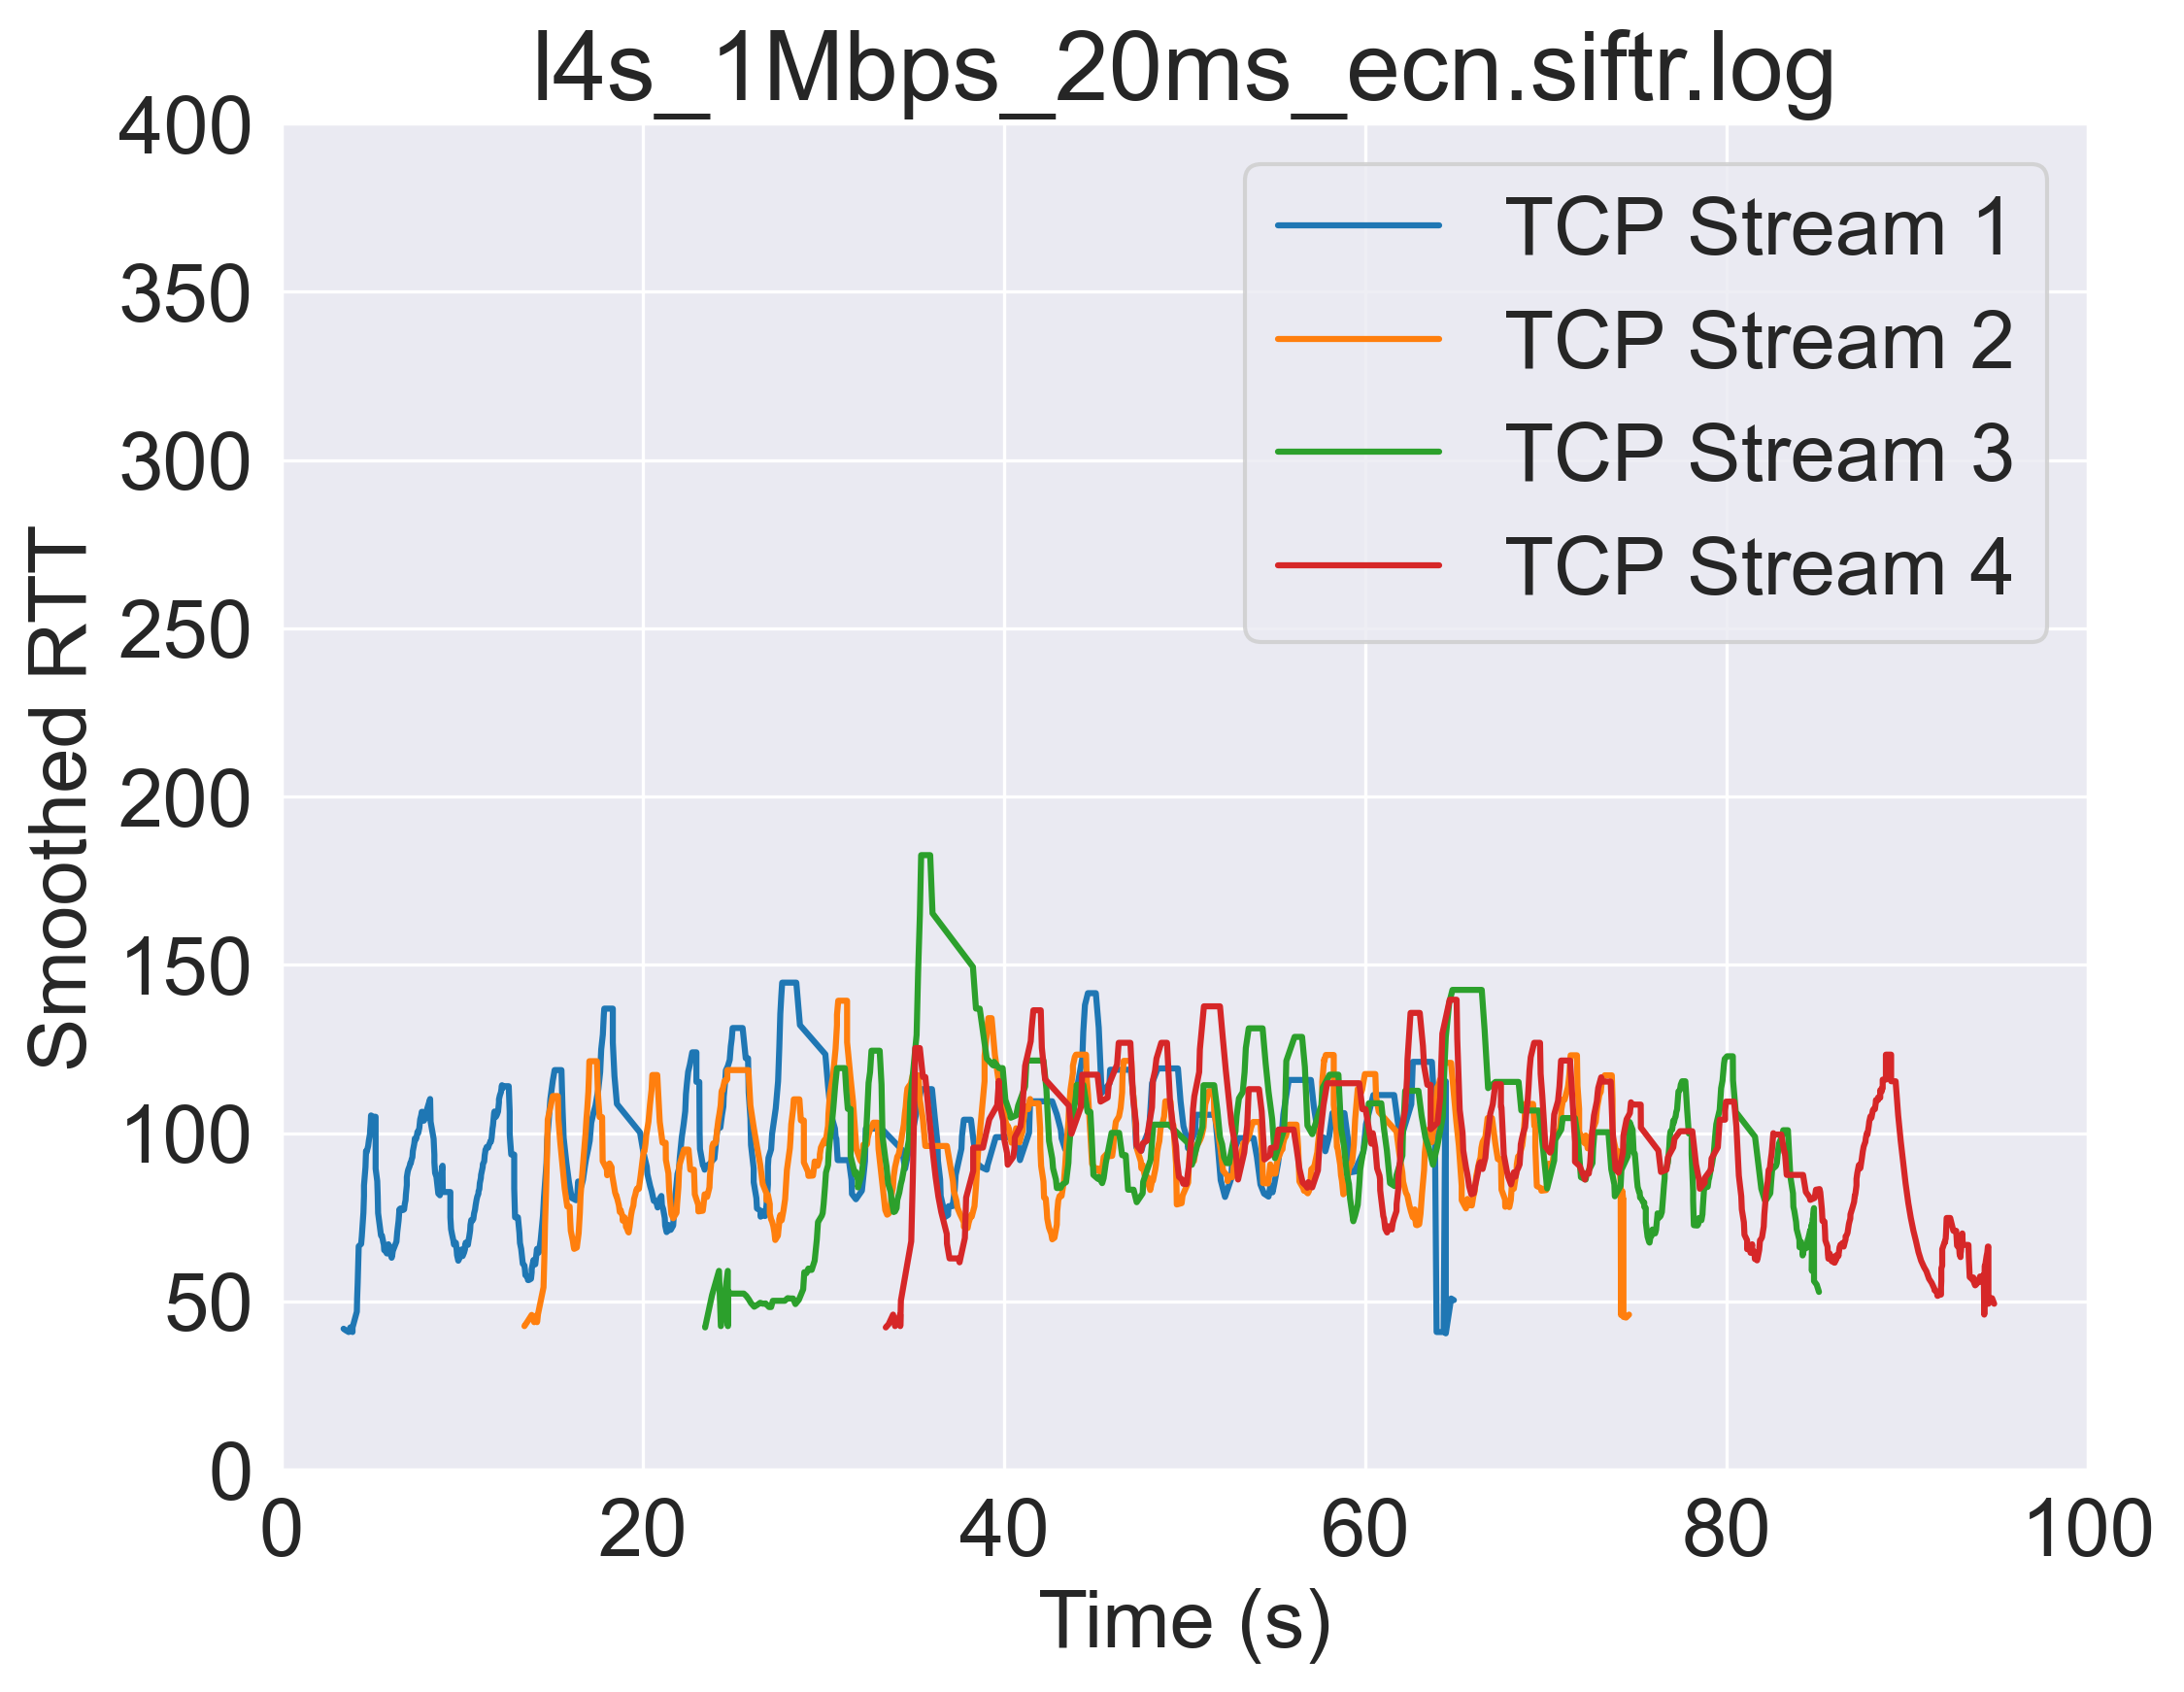 l4s_1Mbps_20ms_ecn.siftr.log
400
350
300
250
200
150
100
50
0
Smoothed RTT
TCP Stream 1
TCP Stream 2
TCP Stream 3
TCP Stream 4
0 20 40 60 80 100
Time (s)